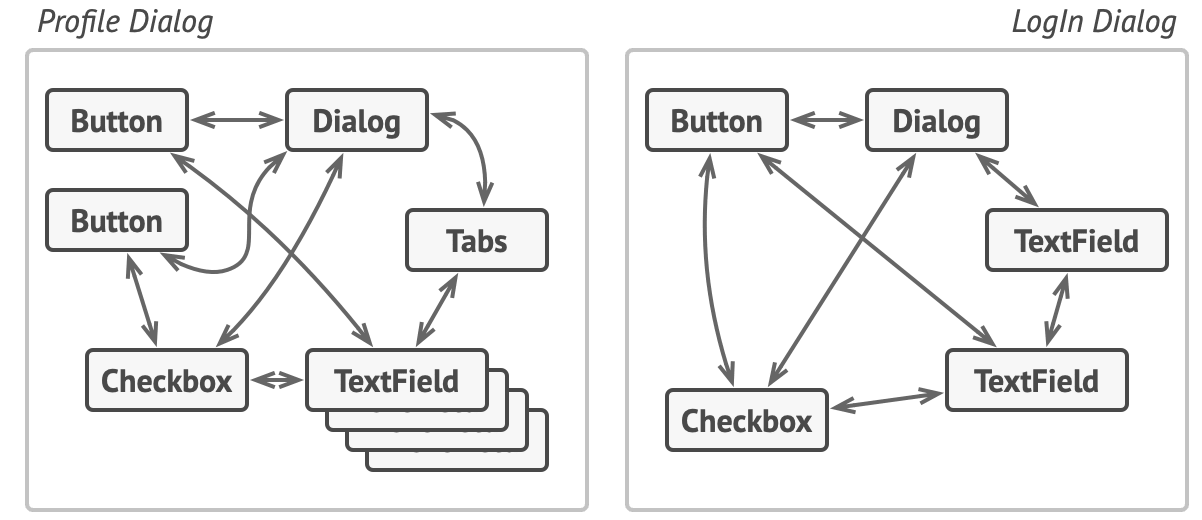 Profile Dialog
Button
Dialog
Button
Tabs
Checkbox
TextField
LogIn Dialog
Button
Dialog
TextField
TextField
Checkbox